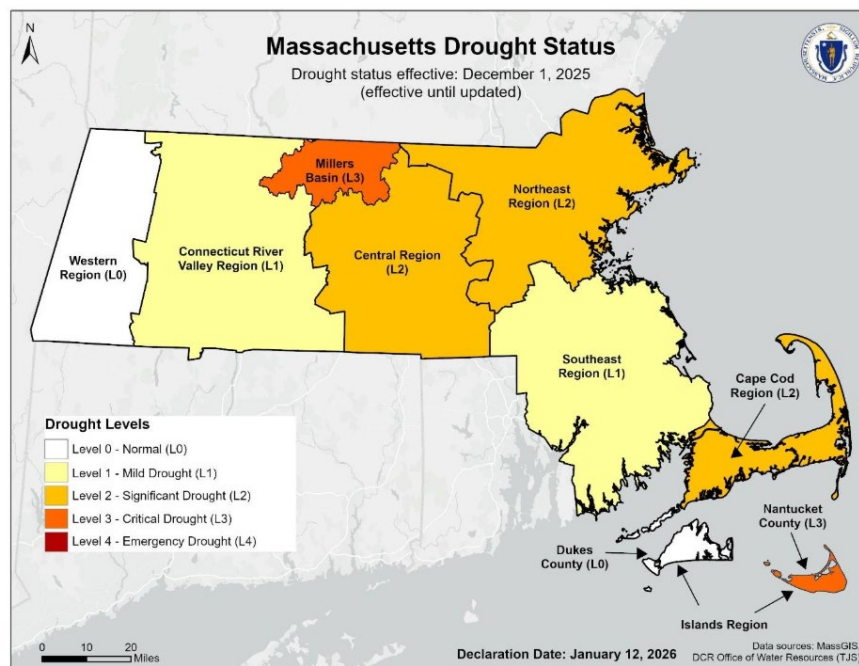 N
Massachusetts Drought Status
Drought status effective: December 1, 2025
(effective until updated)
Millers
Basin (L3)
Northeast
Region (L2)
Western
Region (L0)
Connecticut River
Valley Region (L1)
Central Region
(L2)
Southeast
Region (L1)
Cape Cod
Region (L2)
Drought Levels
Level 0 - Normal (L0)
Level 1 - Mild Drought (L1)
Level 2 - Significant Drought (L2)
Level 3 - Critical Drought (L3)
Level 4 - Emergency Drought (L4)
Nantucket
County (L3)
Dukes
County (L0)
Islands Region
0 10 20
Miles
Declaration Date: January 12, 2026
Data sources: MassGIS
DCR Office of Water Resources (TJS)